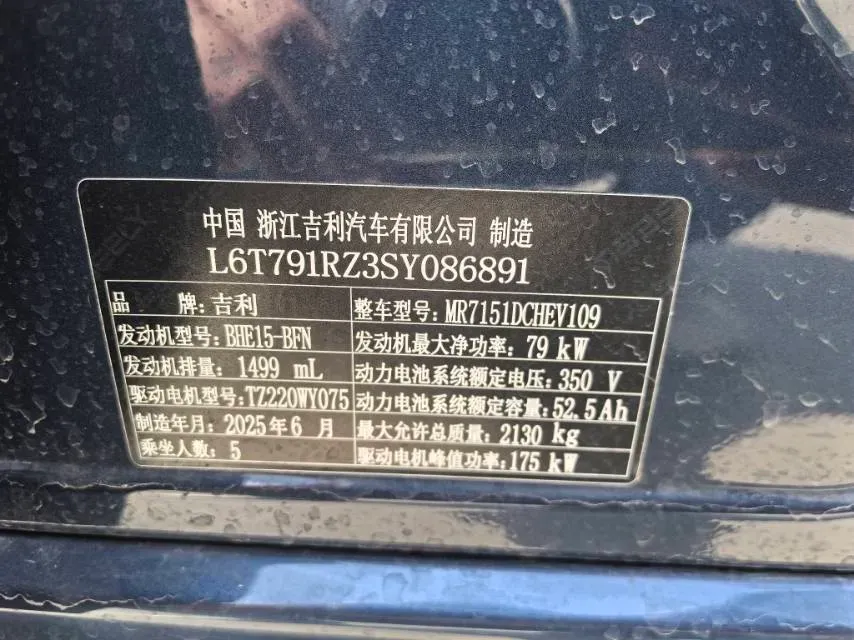 中国 浙江吉利汽车有限公司 制造
L6T791RZ3SY086891
品 牌:吉利 整车型号:MR7151DCHEV109
发动机型号:BHE15-BFN 发动机最大净功率:79 kW
发动机排量:1499 mL 动力电池系统额定电压:350 V
驱动电机型号:TZ220WY075 动力电池系统额定容量:52.5Ah
制造年月:2025年6 月 最大允许总质量:2130 kg
乘坐人数:5 驱动电机峰值功率:175 kW